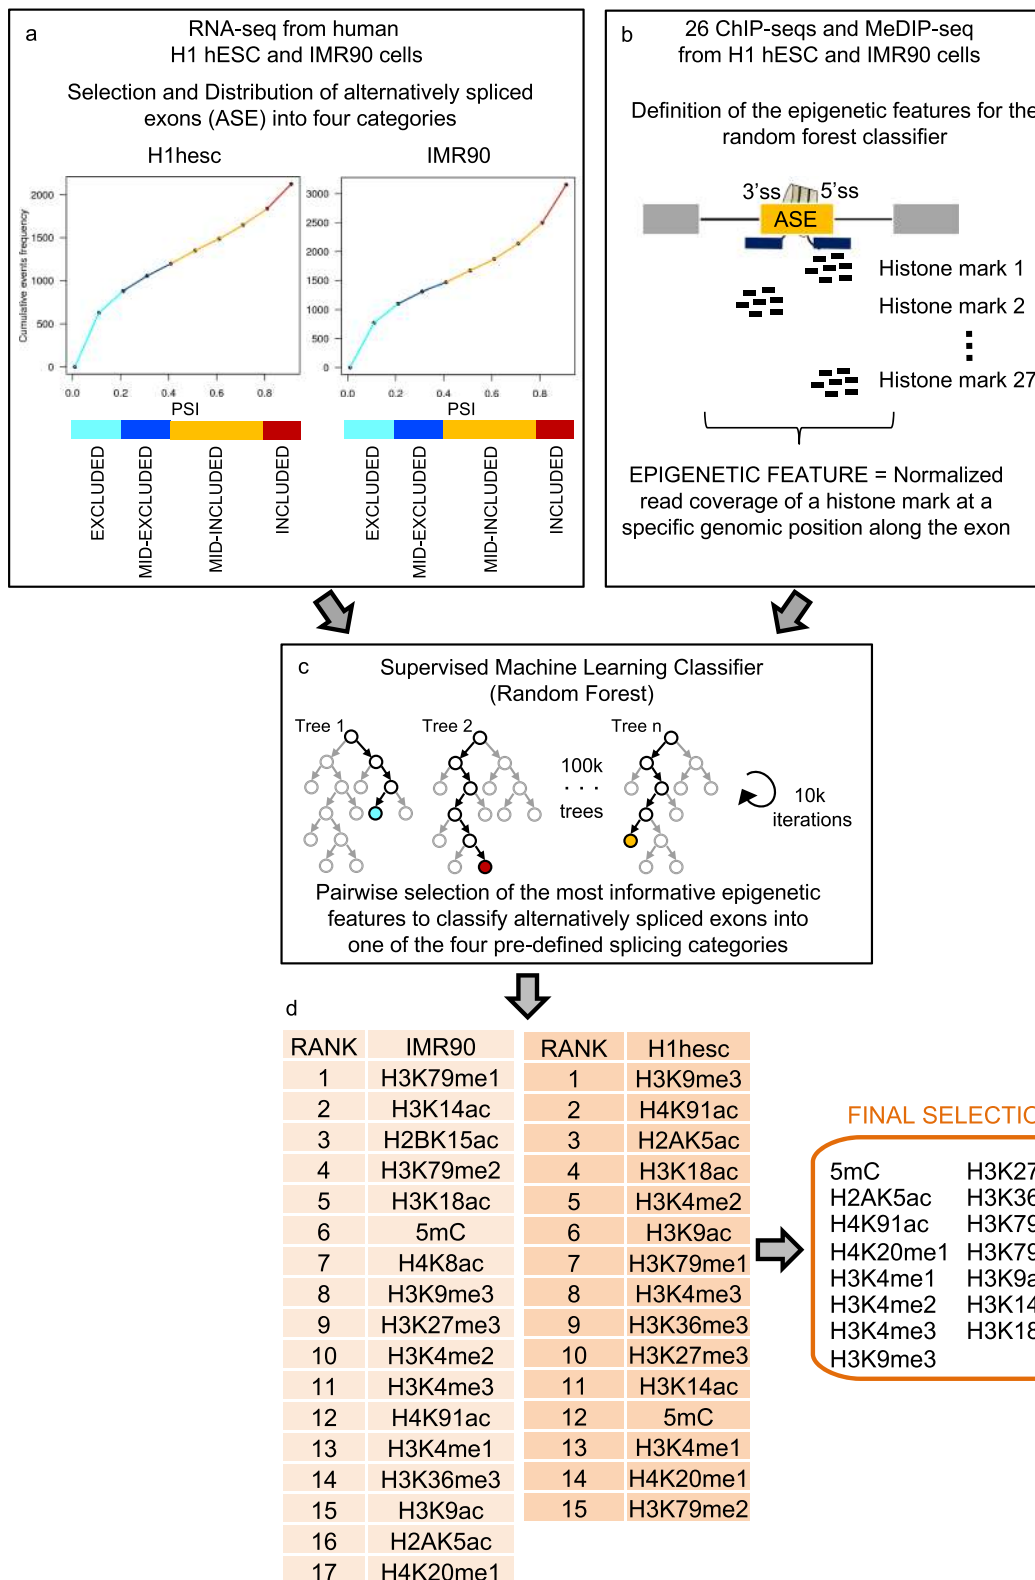 a
RNA-seq from human
H1 hESC and IMR90 cells
Selection and Distribution of alternatively spliced
exons (ASE) into four categories
H1hesc
IMR90
Cumulative events frequency
2000
1500
1000
500
0
3000
2500
2000
1500
1000
500
0
0.0 0.2 0.4 0.6 0.8
0.0 0.2 0.4 0.6 0.8
PSI
PSI
EXCLUDED
MID-EXCLUDED
MID-INCLUDED
INCLUDED
EXCLUDED
MID-EXCLUDED
MID-INCLUDED
INCLUDED
b
26 ChIP-seqs and MeDIP-seq
from H1 hESC and IMR90 cells
Definition of the epigenetic features for the
random forest classifier
3'ss 5'ss
ASE
Histone mark 1
Histone mark 2
Histone mark 27
EPIGENETIC FEATURE = Normalized
read coverage of a histone mark at a
specific genomic position along the exon
c
Supervised Machine Learning Classifier
(Random Forest)
Tree 1
Tree 2
Tree n
100k
. . .
trees
10k
iterations
Pairwise selection of the most informative epigenetic
features to classify alternatively spliced exons into
one of the four pre-defined splicing categories
d
RANK IMR90
1 H3K79me1
2 H3K14ac
3 H2BK15ac
4 H3K79me2
5 H3K18ac
6 5mC
7 H4K8ac
8 H3K9me3
9 H3K27me3
10 H3K4me2
11 H3K4me3
12 H4K91ac
13 H3K4me1
14 H3K36me3
15 H3K9ac
16 H2AK5ac
17 H4K20me1
RANK H1hesc
1 H3K9me3
2 H4K91ac
3 H2AK5ac
4 H3K18ac
5 H3K4me2
6 H3K9ac
7 H3K79me1
8 H3K4me3
9 H3K36me3
10 H3K27me3
11 H3K14ac
12 5mC
13 H3K4me1
14 H4K20me1
15 H3K79me2
FINAL SELECTIO
5mC H3K27
H2AK5ac H3K36
H4K91ac H3K79
H4K20me1 H3K79
H3K4me1 H3K9a
H3K4me2 H3K14
H3K4me3 H3K18
H3K9me3